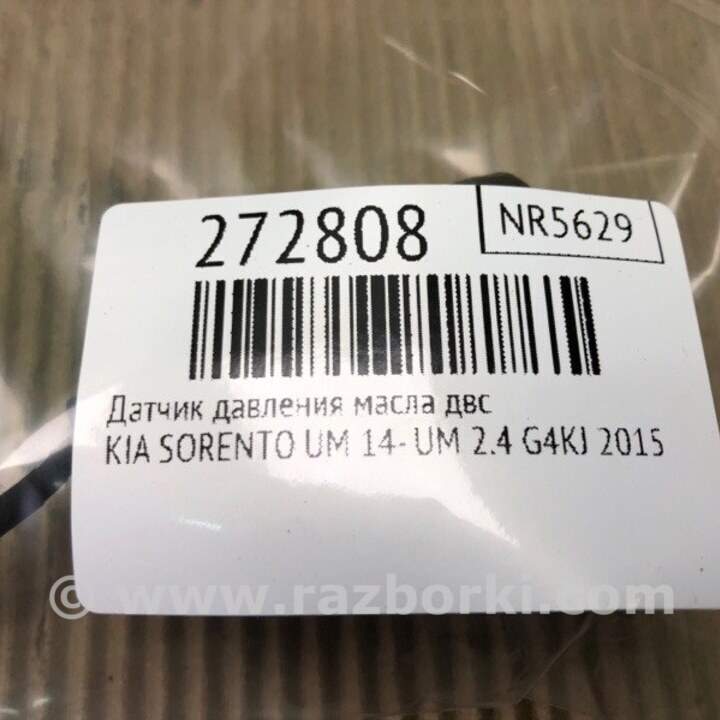 272808
NR5629
Датчик давления масла двс
KIA SORENTO UM 14- UM 2.4 G4KJ 2015
© www.razborki.com